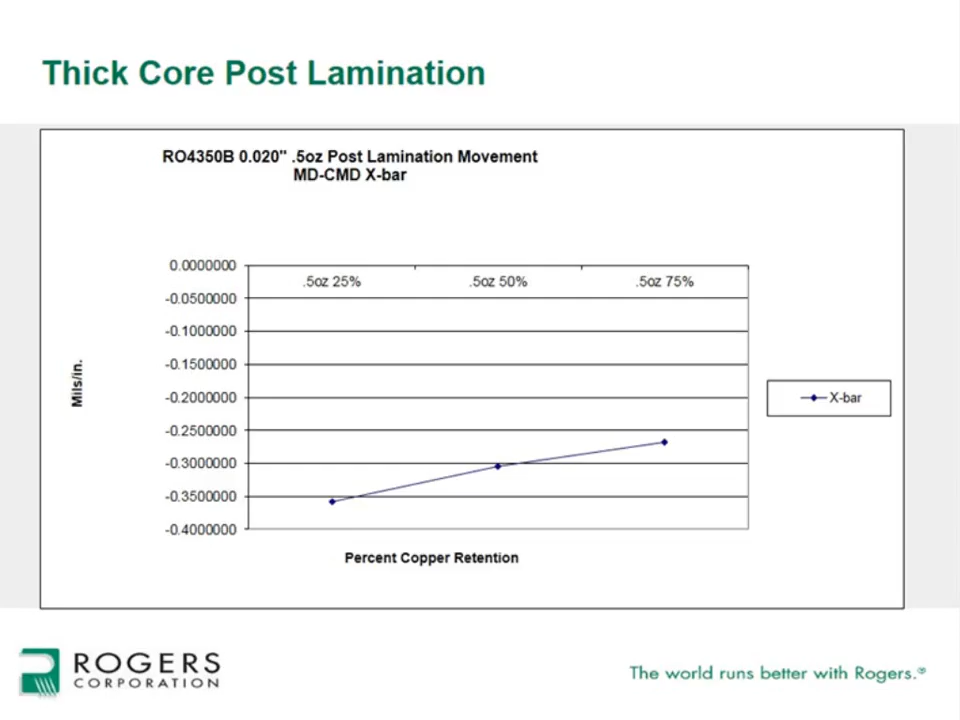 Thick Core Post Lamination
RO4350B 0.020" .5oz Post Lamination Movement
MD-CMD X-bar
0.0000000
.5oz 25% .5oz 50% .5oz 75%
-0.0500000
-0.1000000
-0.1500000
-0.2000000
-0.2500000
-0.3000000
-0.3500000
-0.4000000
Mils/in.
X-bar
Percent Copper Retention
ROGERS
CORPORATION
The world runs better with Rogers.®